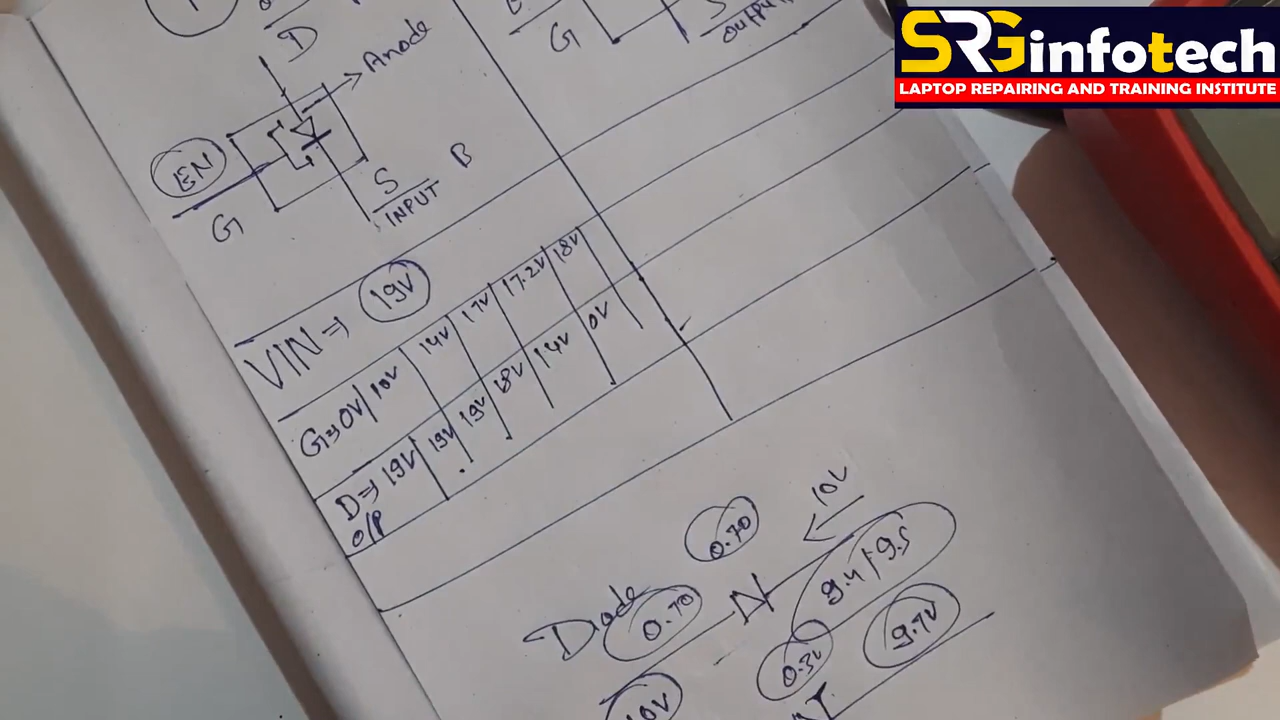 SRGinfotech
LAPTOP REPAIRING AND TRAINING INSTITUTE
D
Anode
EN
G
S
INPUT
B
G
S
output
VIN => 19V
G=>0V/10V 14V 17V 17.2V 18V
D=> 19V 19V 19V 18V 14V 0V
O/P
10V
0.70
Diode
0.70
9.4/9.5
0.3V
9.7V
10V